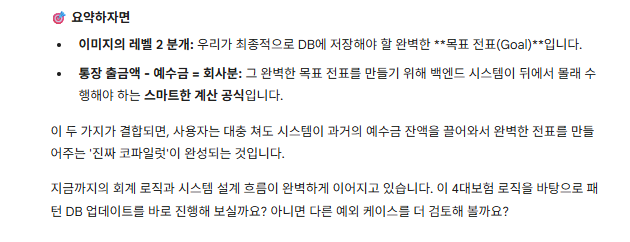 🎯 요약하자면
• 이미지의 레벨 2 분개: 우리가 최종적으로 DB에 저장해야 할 완벽한 **목표 전표(Goal)**입니다.
• 통장 출금액 - 예수금 = 회사분: 그 완벽한 목표 전표를 만들기 위해 백엔드 시스템이 뒤에서 몰래 수
행해야 하는 스마트한 계산 공식입니다.
이 두 가지가 결합되면, 사용자는 대충 쳐도 시스템이 과거의 예수금 잔액을 끌어와서 완벽한 전표를 만들
어주는 '진짜 코파일럿'이 완성되는 것입니다.
지금까지의 회계 로직과 시스템 설계 흐름이 완벽하게 이어지고 있습니다. 이 4대보험 로직을 바탕으로 패
턴 DB 업데이트를 바로 진행해 보실까요? 아니면 다른 예외 케이스를 더 검토해 볼까요?